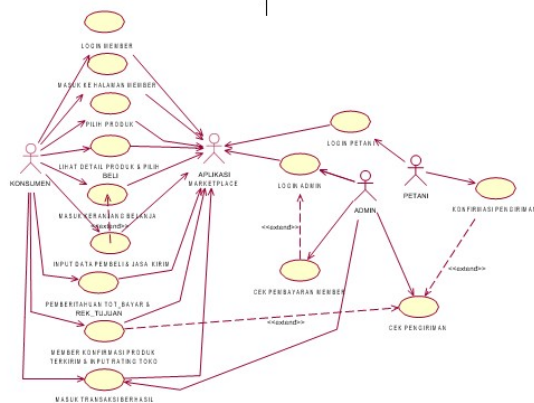 LOGIN MEMBER
MASUK KE HALAMAN MEMBER
PILIH PRODUK
LIHAT DETAIL PRODUK & PILIH
BELI
MASUK KERANJANG BELANJA
<<extend>>
INPUT DATA PEMBELI & JASA KIRIM
PEMBERITAHUAN TOT_BAYAR &
REK_TUJUAN
MEMBER KONFIRMASI PRODUK
TERKIRIM & INPUT RATING TOKO
MASUK TRANSAKSI BERHASIL
KONSUMEN
APLIKASI
MARKETPLACE
LOGIN PETANI
LOGIN ADMIN
ADMIN
PETANI
KONFIRMASI PENGIRIMAN
<<extend>>
CEK PEMBAYARAN MEMBER
<<extend>>
<<extend>>
CEK PENGIRIMAN